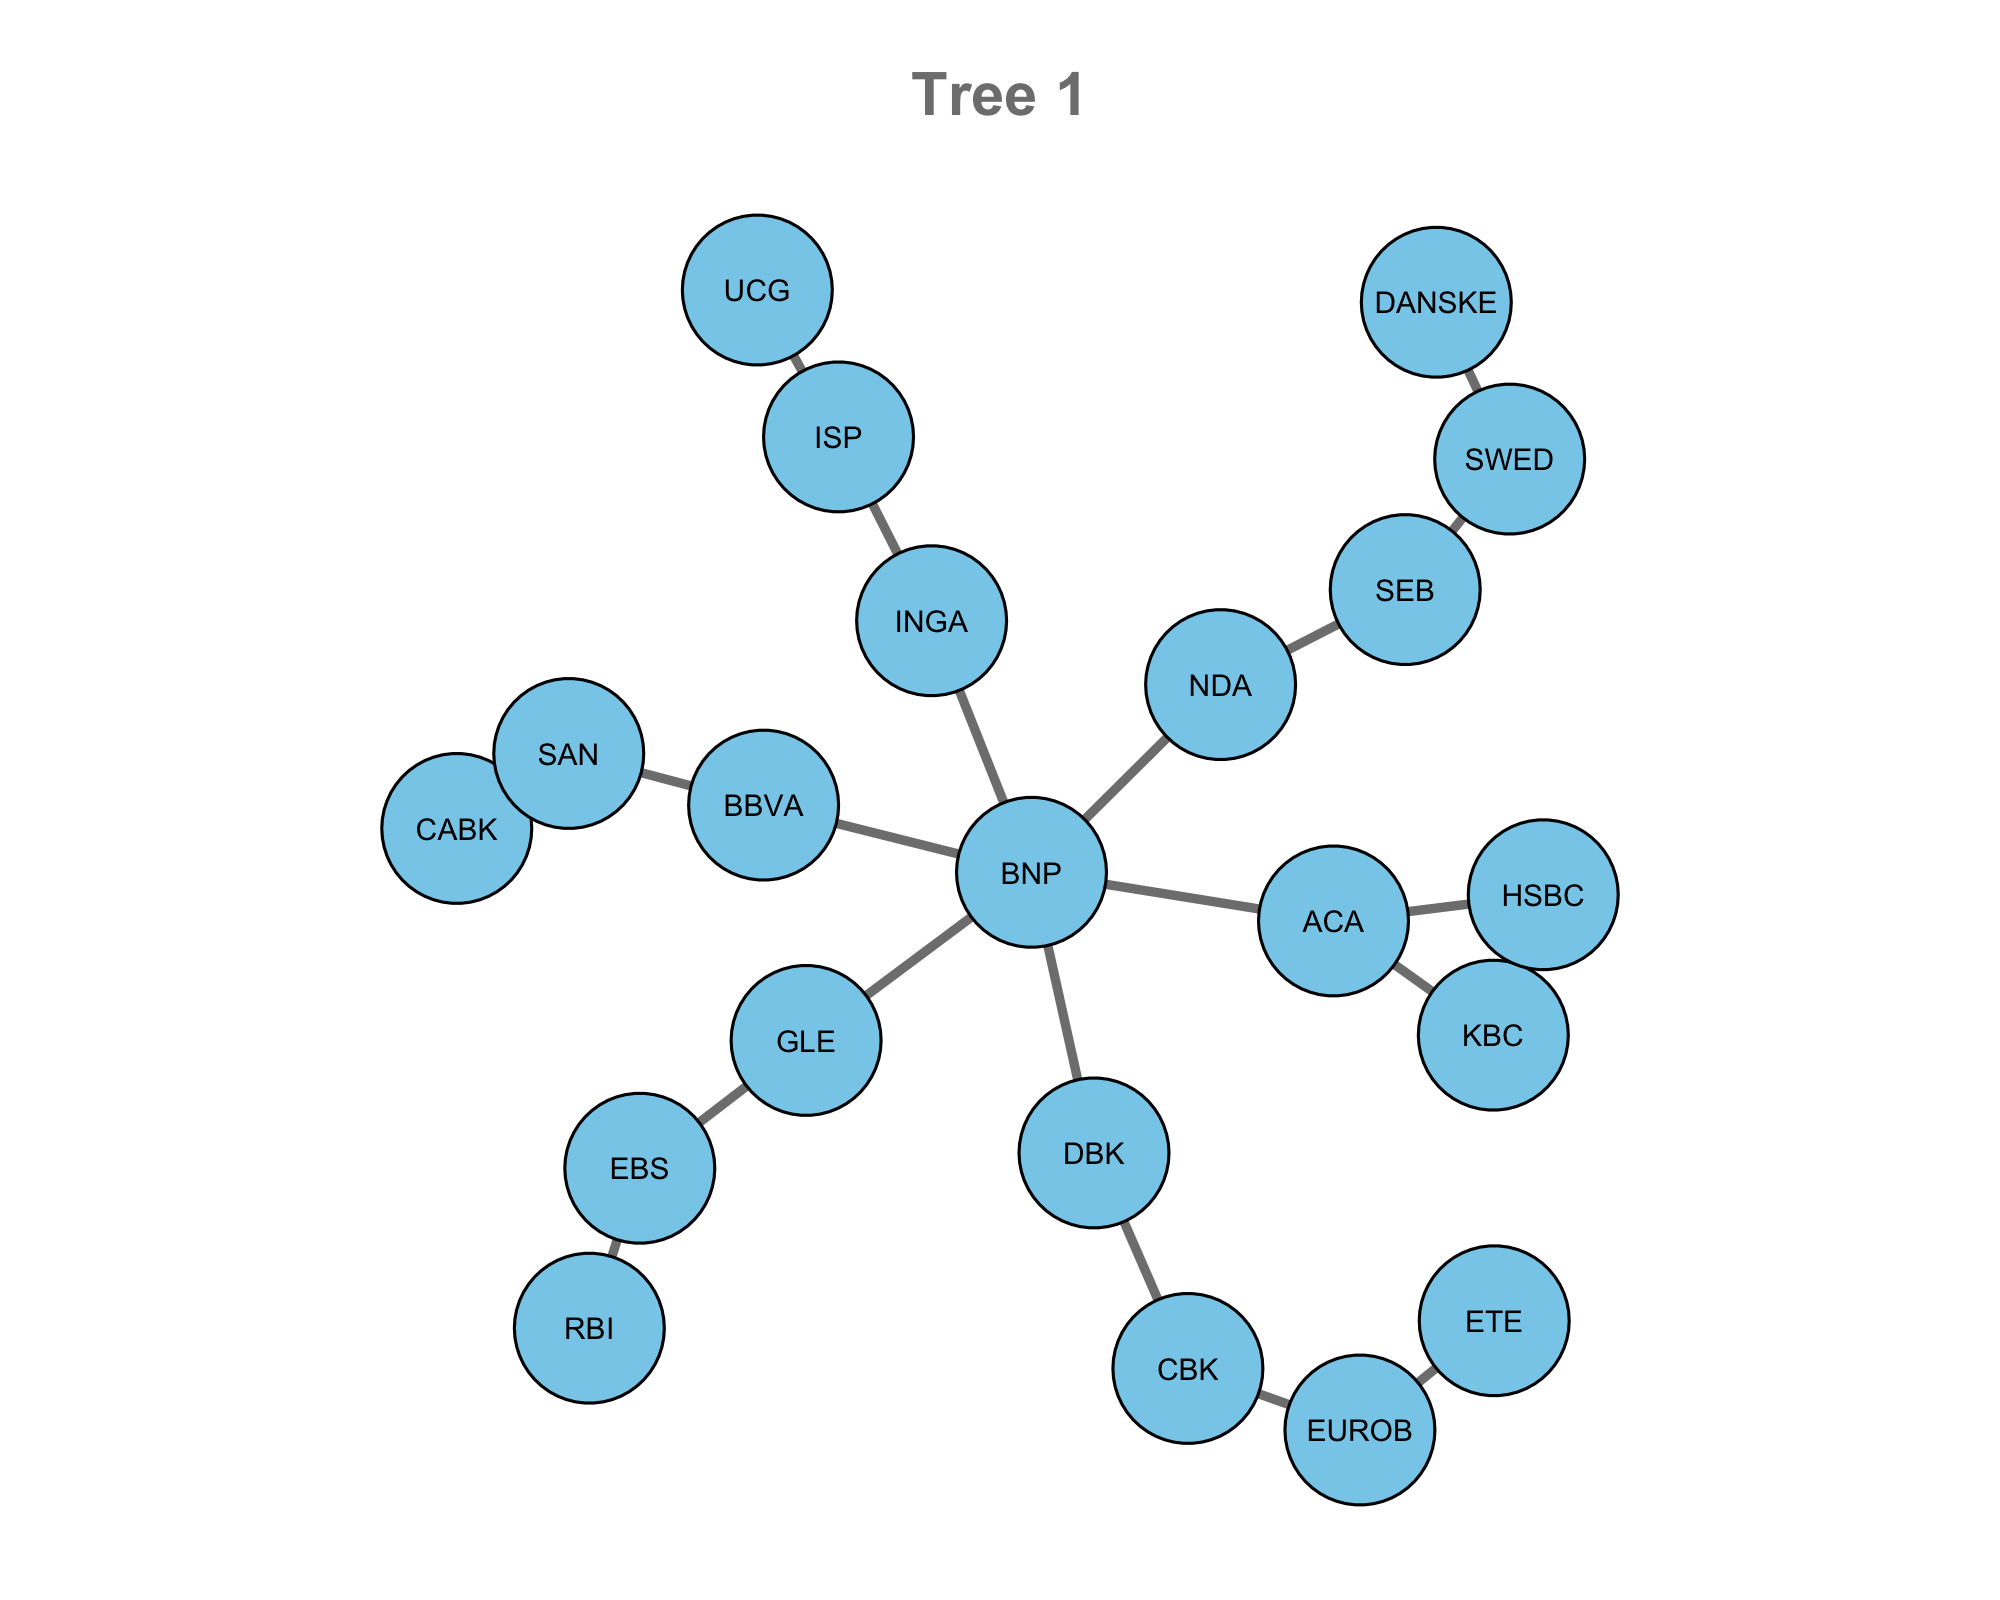 Tree 1
UCG
DANSKE
ISP
SWED
SEB
INGA
NDA
SAN
BBVA
CABK
BNP
HSBC
ACA
KBC
GLE
DBK
EBS
ETE
RBI
CBK
EUROB